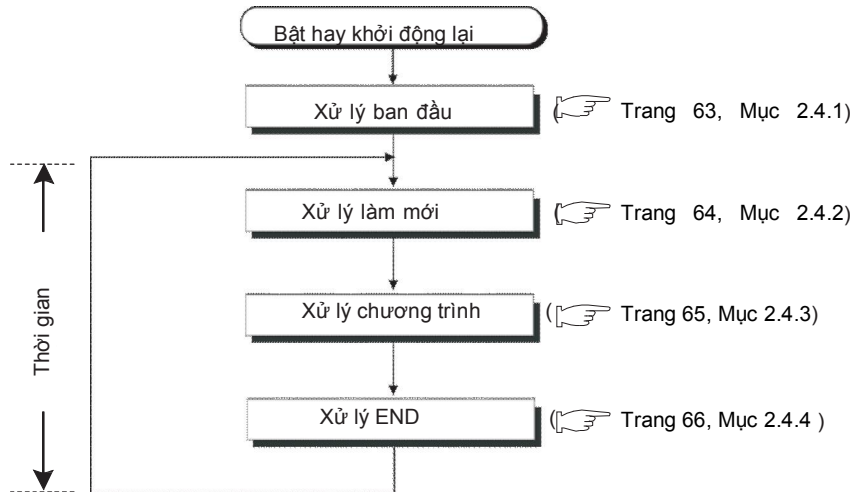 Bật hay khởi động lại
Xử lý ban đầu
( Trang 63, Mục 2.4.1)
Xử lý làm mới
( Trang 64, Mục 2.4.2)
Xử lý chương trình
( Trang 65, Mục 2.4.3)
Xử lý END
( Trang 66, Mục 2.4.4 )
Thời gian